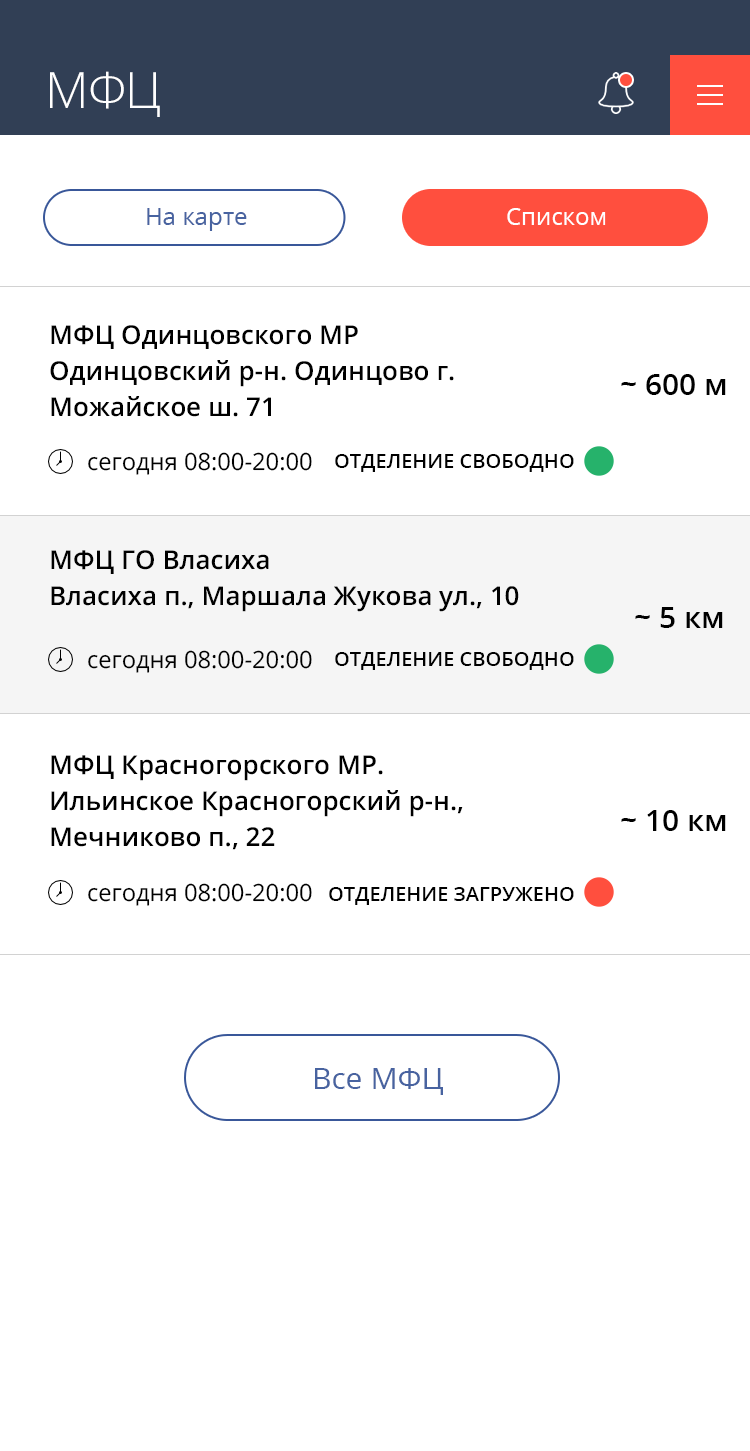 МФЦ
На карте
Списком
МФЦ Одинцовского МР
Одинцовский р-н. Одинцово г.
Можайское ш. 71
~ 600 м
сегодня 08:00-20:00 ОТДЕЛЕНИЕ СВОБОДНО
МФЦ ГО Власиха
Власиха п., Маршала Жукова ул., 10
~ 5 км
сегодня 08:00-20:00 ОТДЕЛЕНИЕ СВОБОДНО
МФЦ Красногорского МР.
Ильинское Красногорский р-н.,
Мечниково п., 22
~ 10 км
сегодня 08:00-20:00 ОТДЕЛЕНИЕ ЗАГРУЖЕНО
Все МФЦ